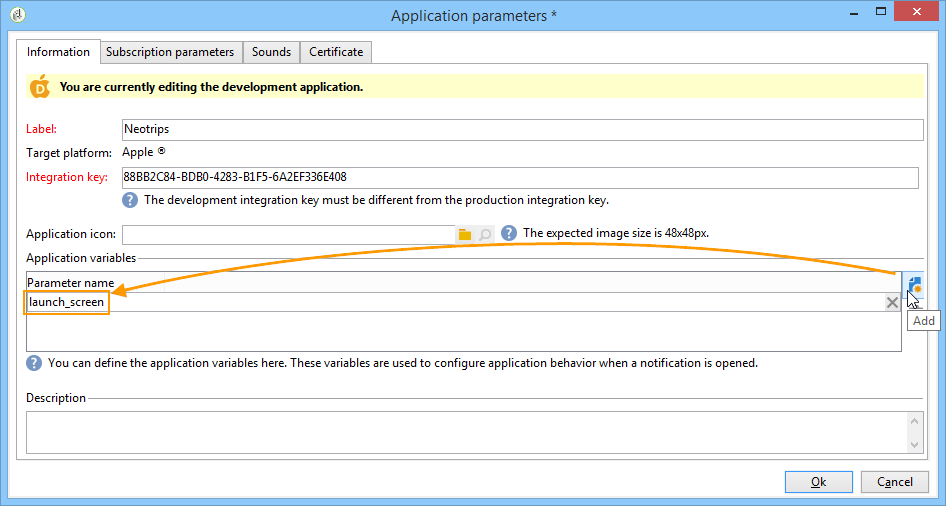 Application parameters *
Information Subscription parameters Sounds Certificate
D You are currently editing the development application.
Label: Neotrips
Target platform: Apple ®
Integration key: 88BB2C84-BDB0-4283-B1F5-6A2EF336E408
? The development integration key must be different from the production integration key.
Application icon: ? The expected image size is 48x48px.
Application variables
Parameter name
launch_screen
Add
? You can define the application variables here. These variables are used to configure application behavior when a notification is opened.
Description
Ok Cancel